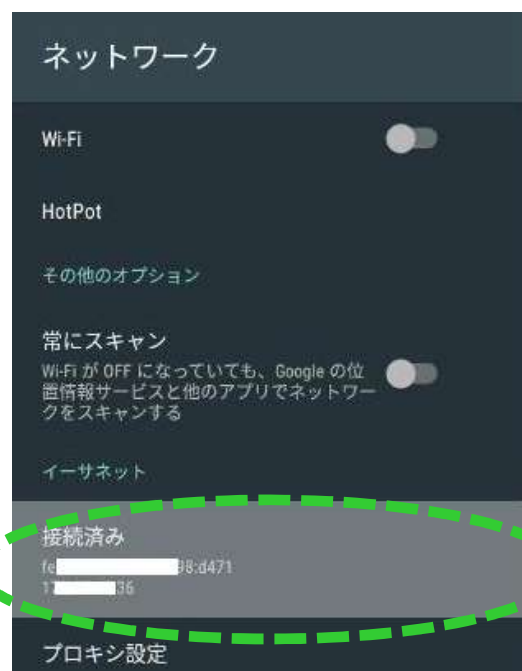 ネットワーク
Wi-Fi
HotPot
その他のオプション
常にスキャン
Wi-Fi が OFF になっていても、Google の位
置情報サービスと他のアプリでネットワー
クをスキャンする
イーサネット
接続済み
fe 98:d471
17 36
プロキシ設定